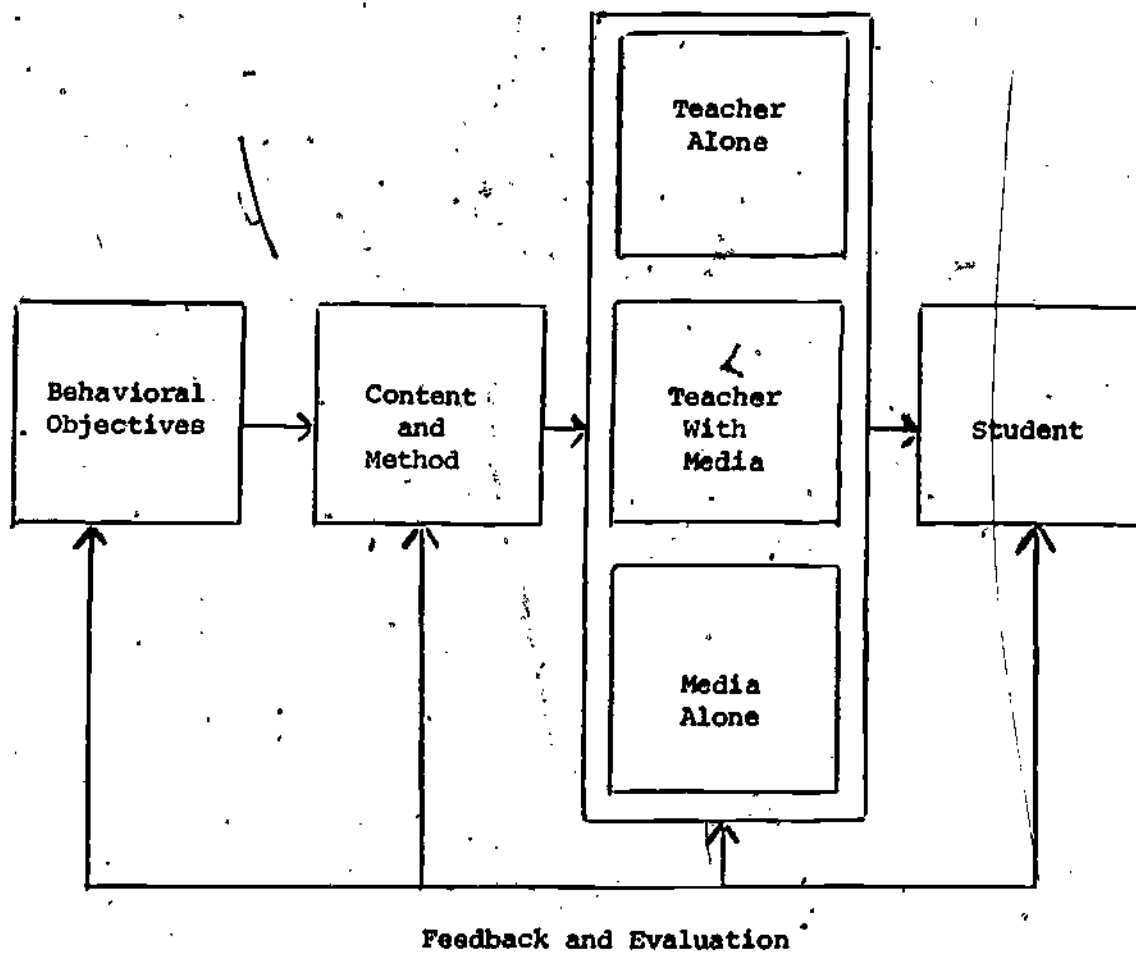 Teacher
Alone
Behavioral
Objectives
Content
and
Method
Teacher
With
Media
Student
Media
Alone
Feedback and Evaluation